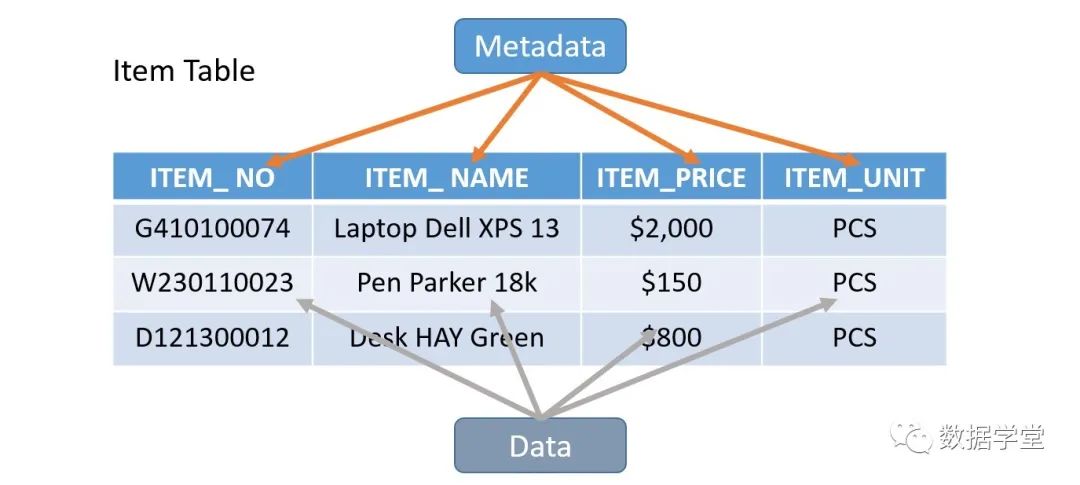 Metadata
Item Table
ITEM_ NO ITEM_ NAME ITEM_PRICE ITEM_UNIT
G410100074 Laptop Dell XPS 13 $2,000 PCS
W230110023 Pen Parker 18k $150 PCS
D121300012 Desk HAY Green $800 PCS
Data
数据学堂